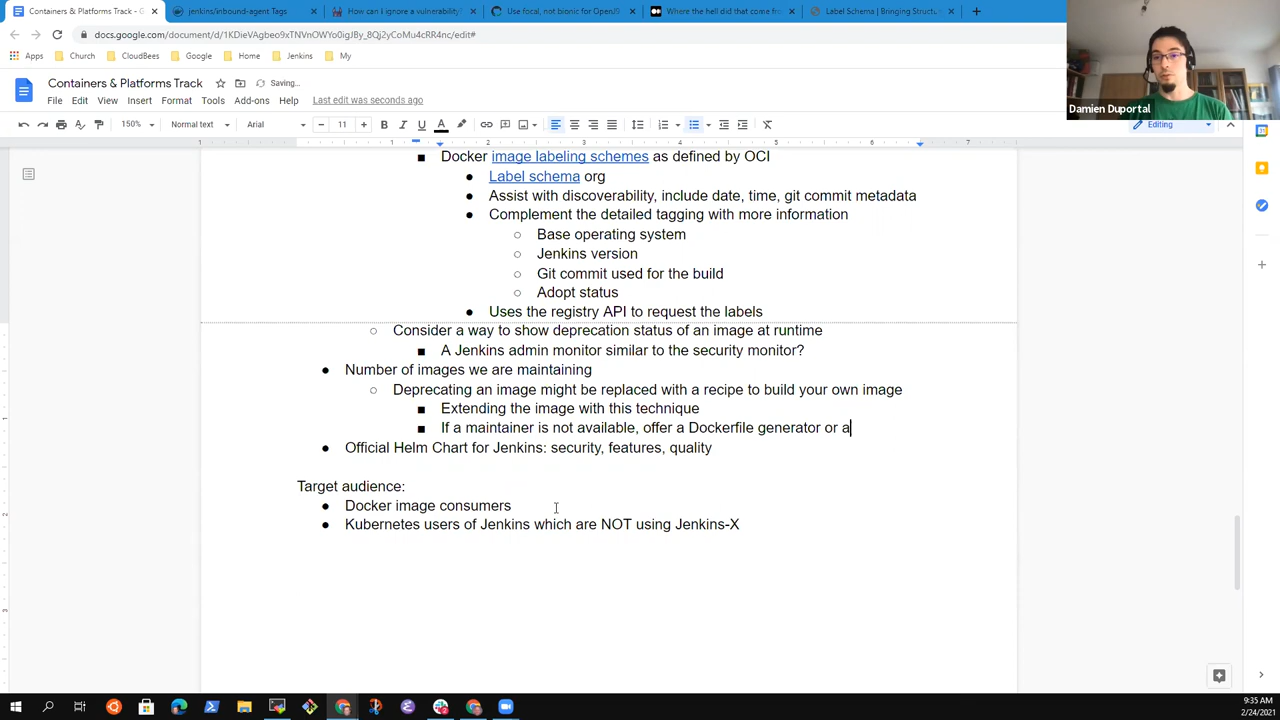 Containers & Platforms Track - G
jenkins/inbound-agent Tags
How can i ignore a vulnerability?
Use focal, not bionic for OpenJ
Where the hell did that come fro
Label Schema | Bringing Structu
docs.google.com/document/d/1KDieVAgbeo9xTNVnOWYo0igJ8y_8Qj2yCoMu4cRR4nc/edit#
Apps
Church
CloudBees
Google
Home
Jenkins
My
Containers & Platforms Track
Saving...
File Edit View Insert Format Tools Add-ons Help Last edit was seconds ago
150% Normal text Arial 11 Editing
Damien Duportal
Docker image labeling schemes as defined by OCI
Label schema org
Assist with discoverability, include date, time, git commit metadata
Complement the detailed tagging with more information
Base operating system
Jenkins version
Git commit used for the build
Adopt status
Uses the registry API to request the labels
Consider a way to show deprecation status of an image at runtime
A Jenkins admin monitor similar to the security monitor?
Number of images we are maintaining
Deprecating an image might be replaced with a recipe to build your own image
Extending the image with this technique
If a maintainer is not available, offer a Dockerfile generator or a
Official Helm Chart for Jenkins: security, features, quality
Target audience:
Docker image consumers
Kubernetes users of Jenkins which are NOT using Jenkins-X
9:35 AM
2/24/2021